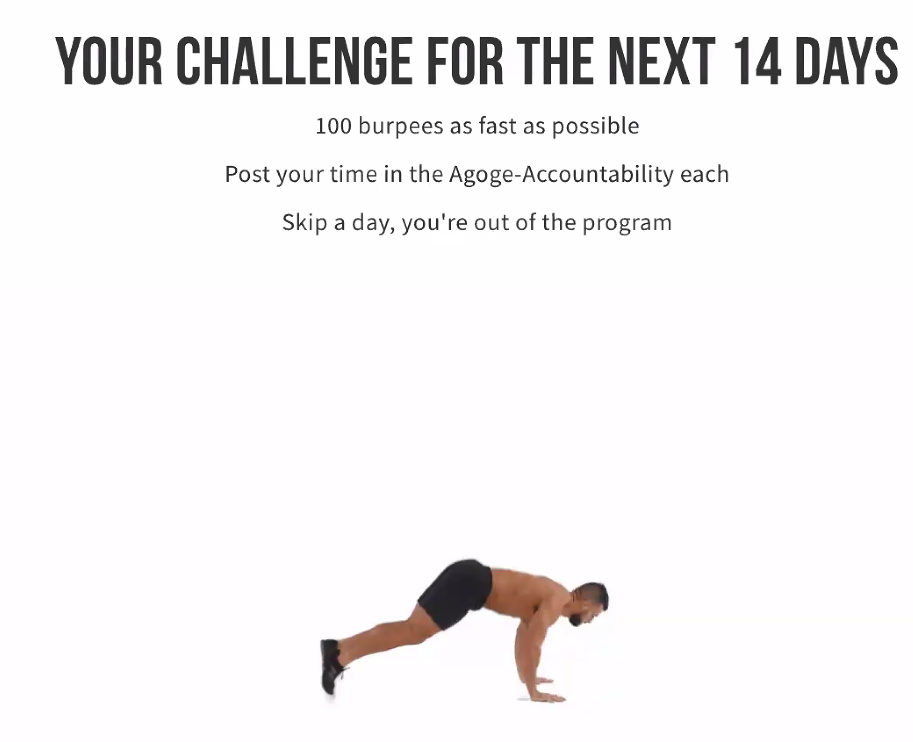 YOUR CHALLENGE FOR THE NEXT 14 DAYS
100 burpees as fast as possible
Post your time in the Agoge-Accountability each
Skip a day, you're out of the program